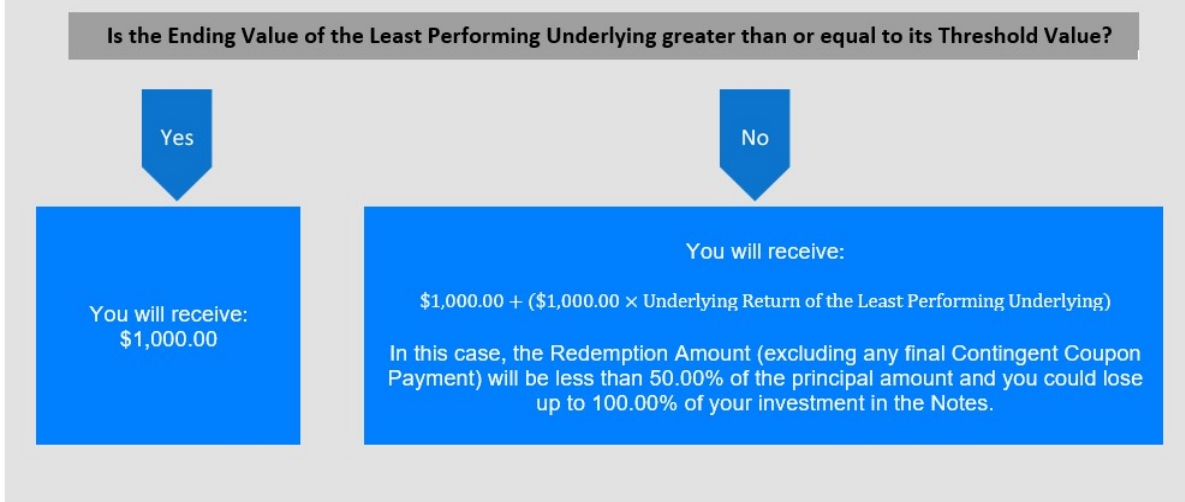 Is the Ending Value of the Least Performing Underlying greater than or equal to its Threshold Value?
Yes
No
You will receive:
$1,000.00
You will receive:
$1,000.00 + ($1,000.00 × Underlying Return of the Least Performing Underlying)
In this case, the Redemption Amount (excluding any final Contingent Coupon
Payment) will be less than 50.00% of the principal amount and you could lose
up to 100.00% of your investment in the Notes.